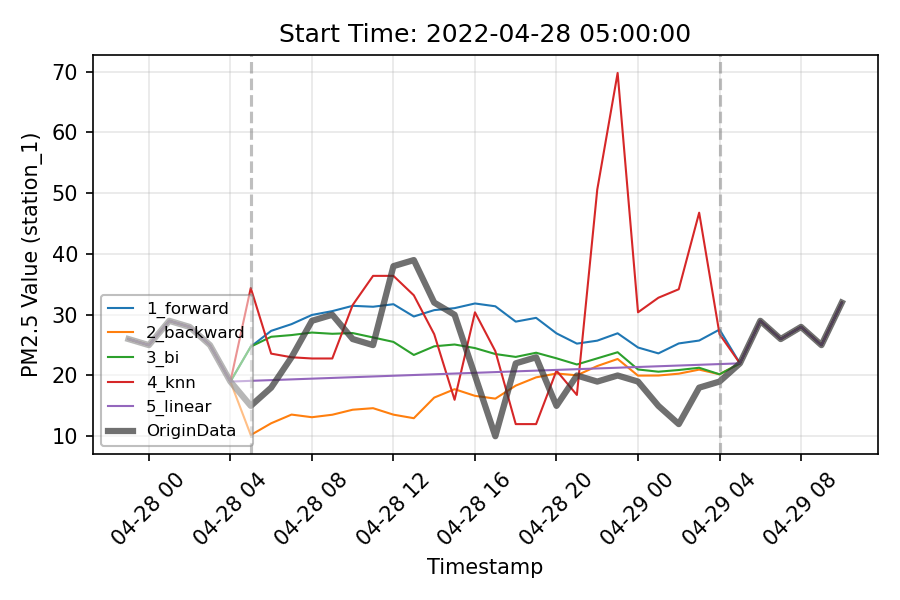 Start Time: 2022-04-28 05:00:00
PM2.5 Value (station_1)
70
60
50
40
30
20
10
1_forward
2_backward
3_bi
4_knn
5_linear
OriginData
04-28 00
04-28 04
04-28 08
04-28 12
04-28 16
04-28 20
04-29 00
04-29 04
04-29 08
Timestamp